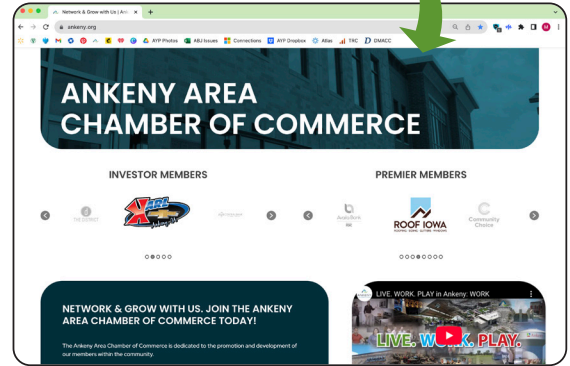 Network & Grow with Us | Ank
ankeny.org
AYP Photos
ABJ Issues
Connections
AYP Dropbox
Atlas
TRC
DMACC
ANKENY AREA
CHAMBER OF COMMERCE
INVESTOR MEMBERS
PREMIER MEMBERS
KARL
ROOF IOWA
Community
Choice
NETWORK & GROW WITH US. JOIN THE ANKENY
AREA CHAMBER OF COMMERCE TODAY!
The Ankeny Area Chamber of Commerce is dedicated to the promotion and development of
our members within the community.
LIVE. WORK. PLAY in Ankeny: WORK
LIVE. WORK. PLAY.